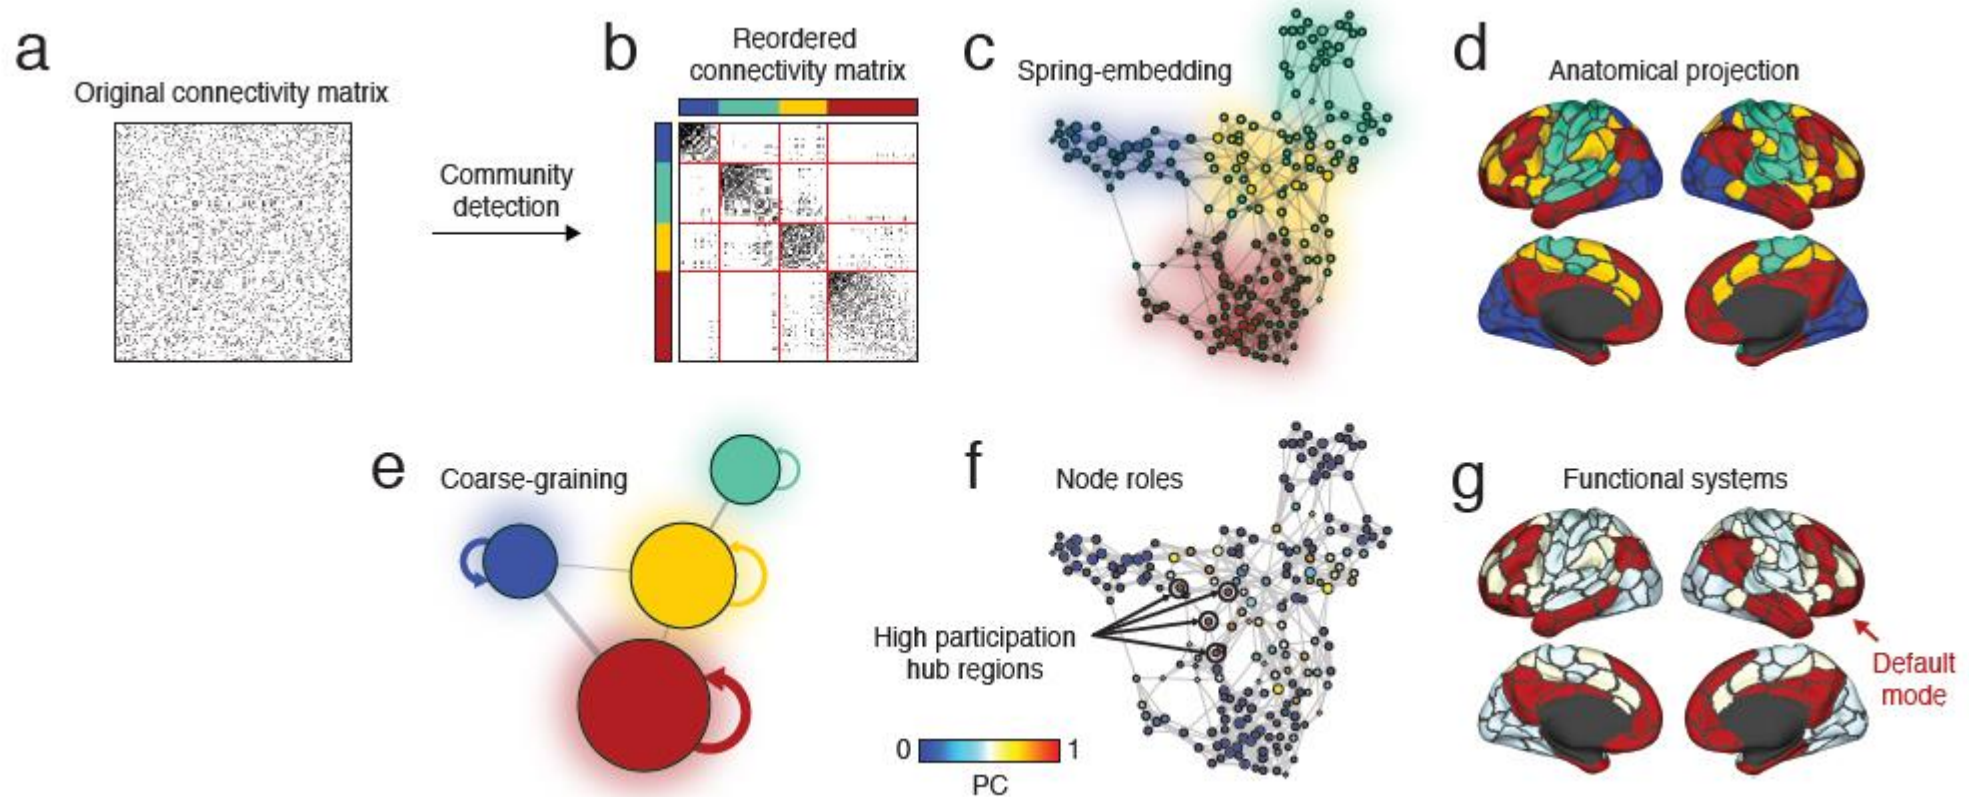 a
Original connectivity matrix
Community
detection
b
Reordered
connectivity matrix
c
Spring-embedding
d
Anatomical projection
e
Coarse-graining
f
Node roles
High participation
hub regions
0
1
PC
g
Functional systems
Default
mode